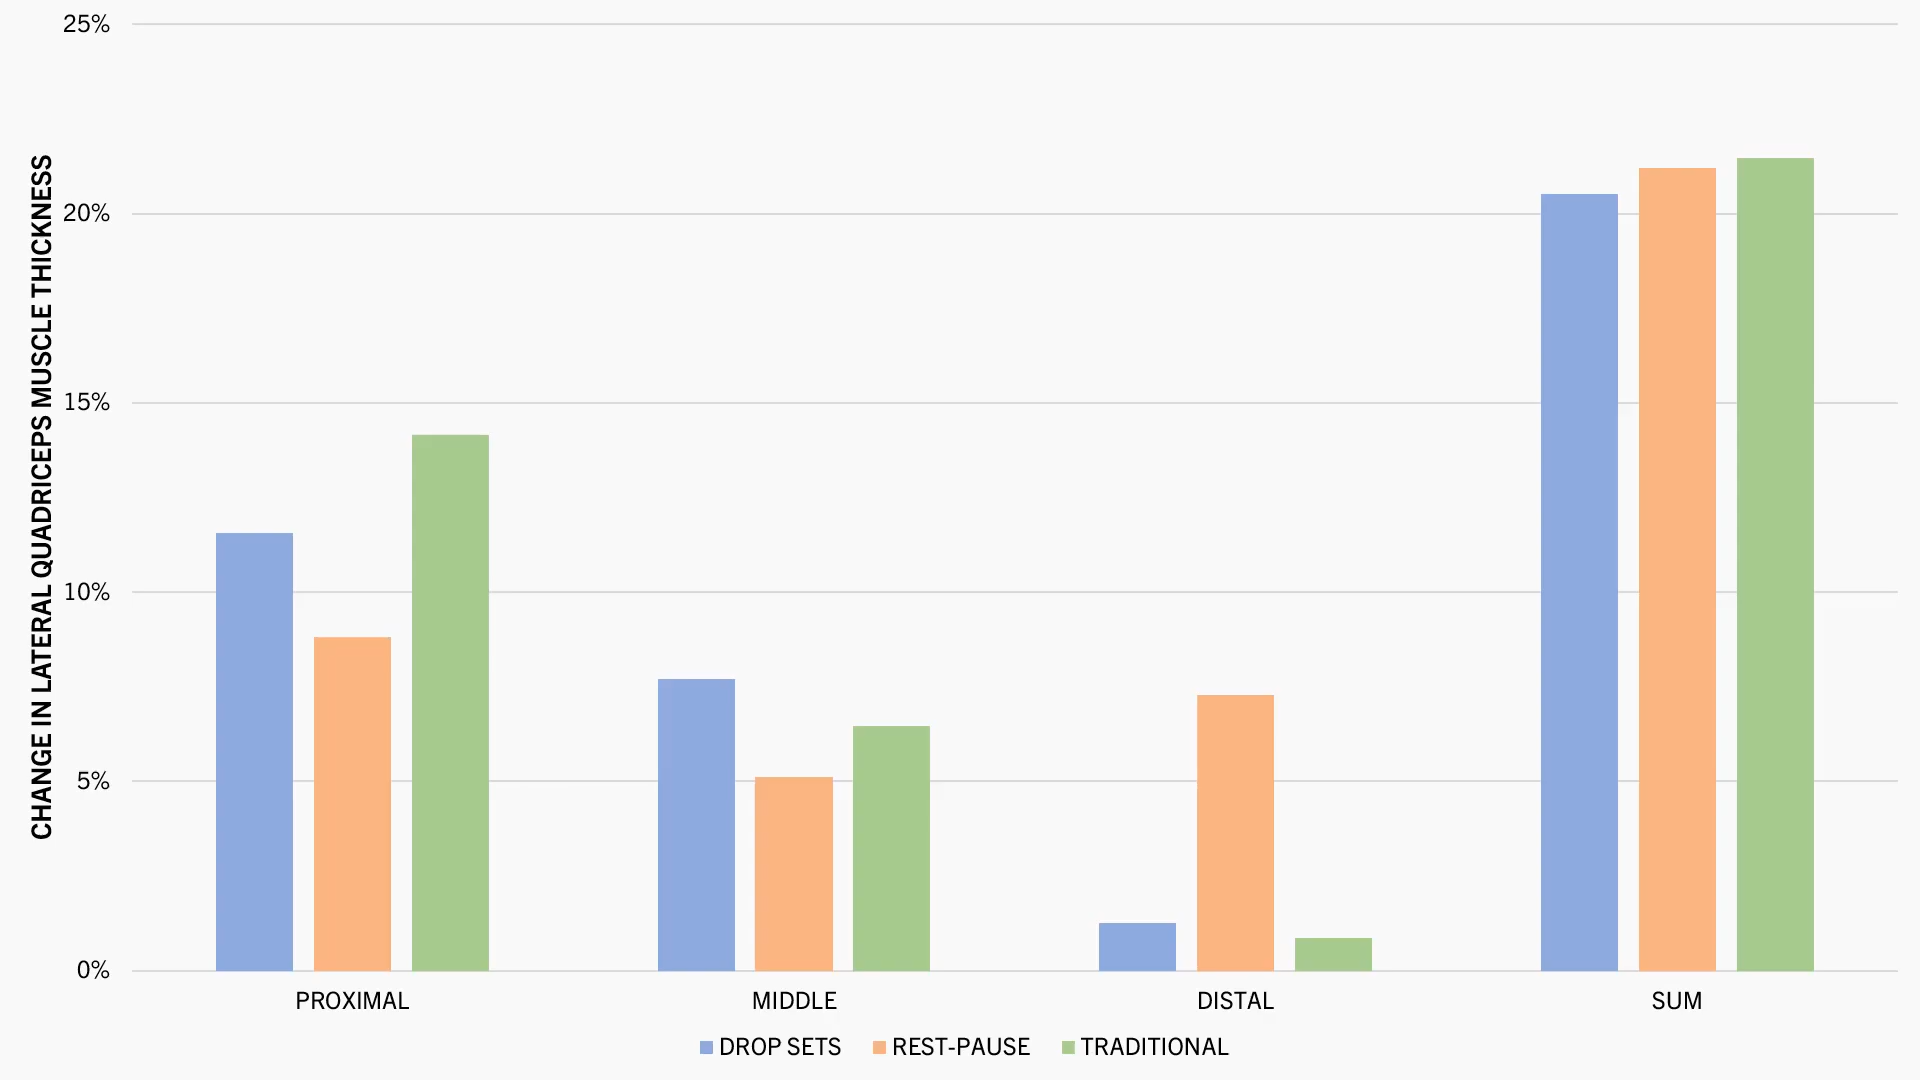 CHANGE IN LATERAL QUADRICEPS MUSCLE THICKNESS
25%
20%
15%
10%
5%
0%
PROXIMAL
MIDDLE
DISTAL
SUM
DROP SETS
REST-PAUSE
TRADITIONAL